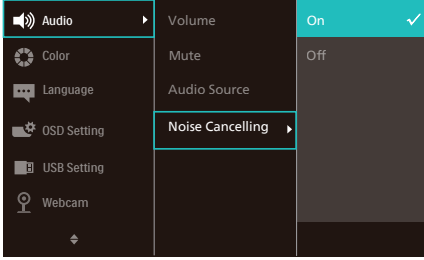 Audio
Color
Language
OSD Setting
USB Setting
Webcam
Volume
Mute
Audio Source
Noise Cancelling
On
Off